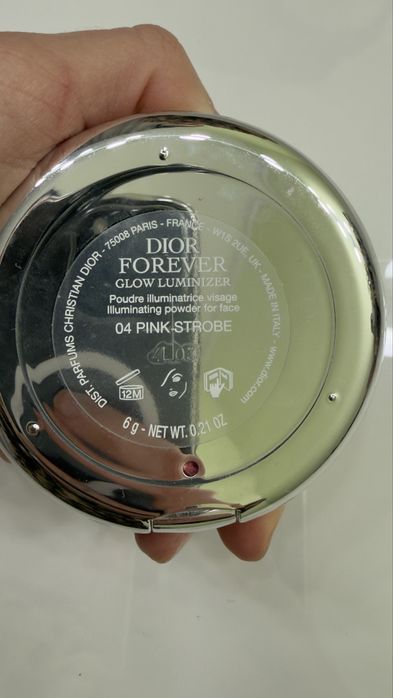 DIST. PARFUMS CHRISTIAN DIOR - 75008 PARIS - FRANCE - W1S 2UE, UK - MADE IN ITALY - www.dior.com
DIOR
FOREVER
GLOW LUMINIZER
Poudre illuminatrice visage
Illuminating powder for face
04 PINK STROBE
12M
6 g - NET WT. 0.21 OZ